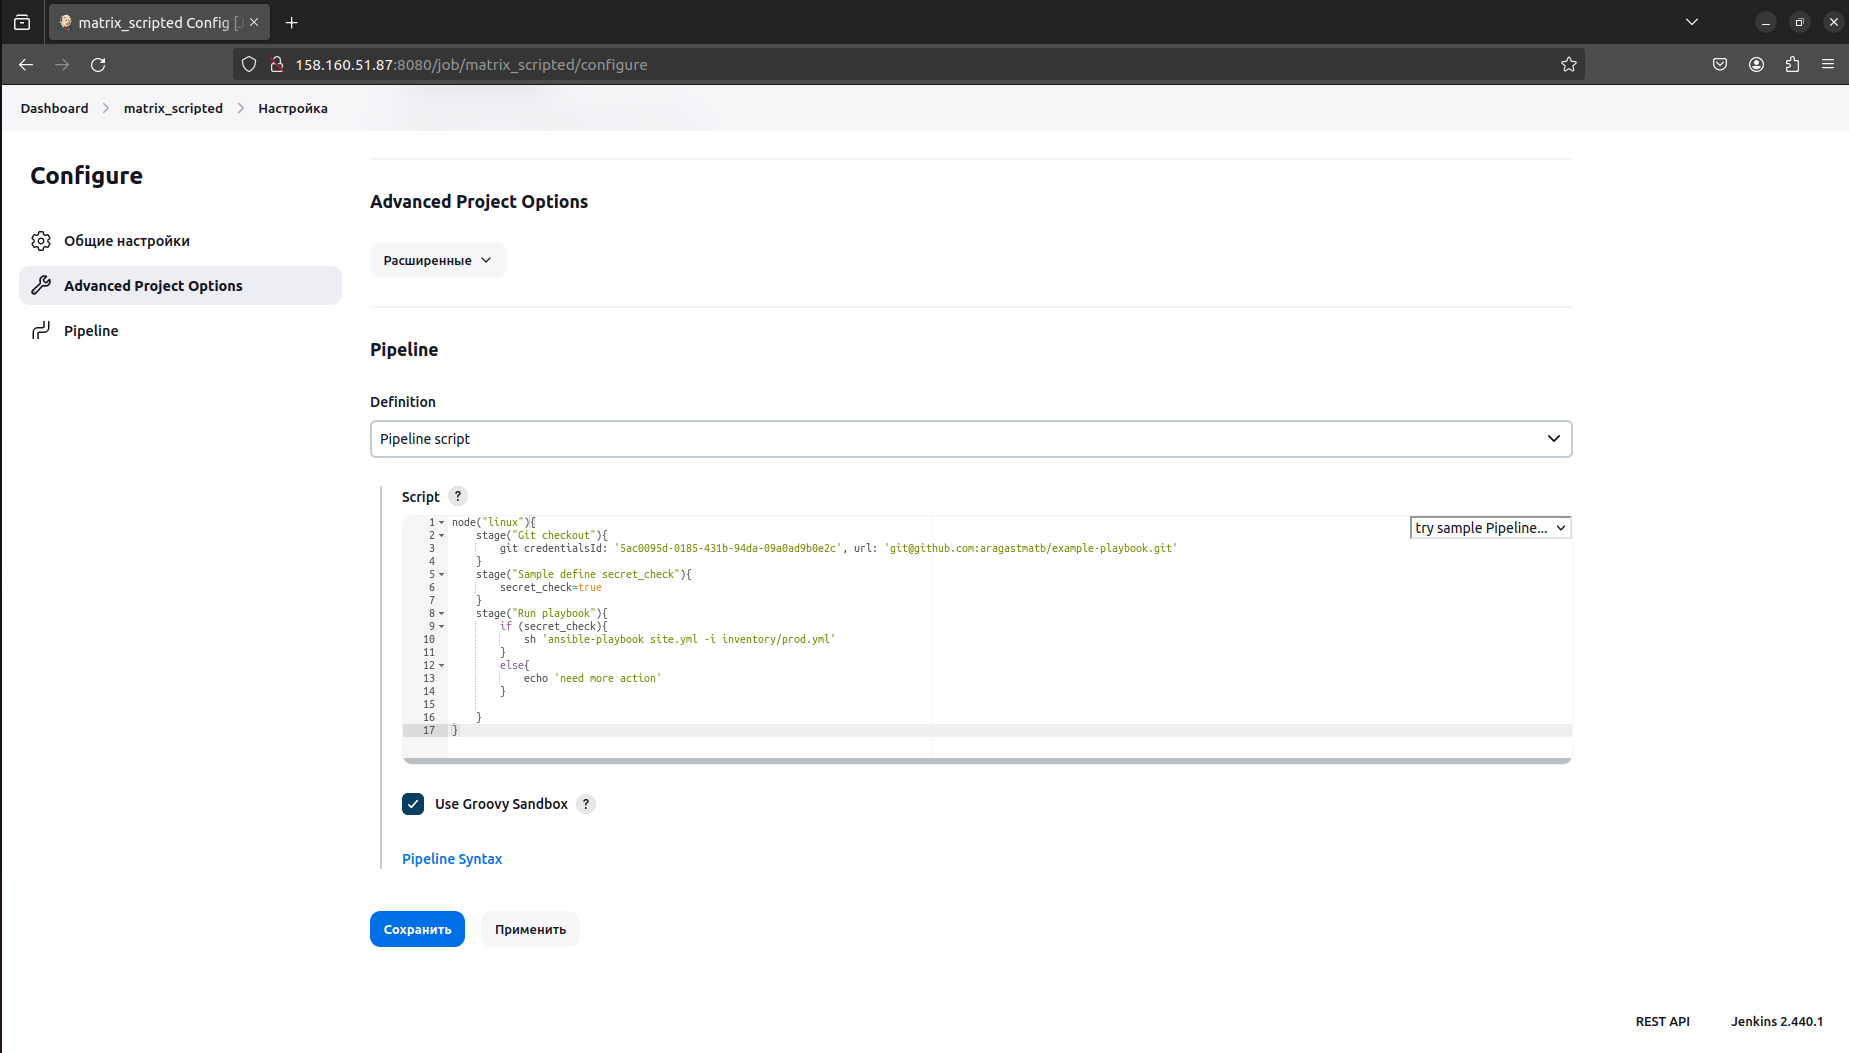 matrix_scripted Config [J
158.160.51.87:8080/job/matrix_scripted/configure
Dashboard > matrix_scripted > Настройка
Configure
Общие настройки
Advanced Project Options
Pipeline
Advanced Project Options
Расширенные
Pipeline
Definition
Pipeline script
Script ?
try sample Pipeline...
1 node("linux"){
2 stage("Git checkout"){
3 git credentialsId: '5ac0095d-0185-431b-94da-09a0ad9b0e2c', url: 'git@github.com:aragastmatb/example-playbook.git'
4 }
5 stage("Sample define secret_check"){
6 secret_check=true
7 }
8 stage("Run playbook"){
9 if (secret_check){
10 sh 'ansible-playbook site.yml -i inventory/prod.yml'
11 }
12 else{
13 echo 'need more action'
14 }
15
16 }
17 }
Use Groovy Sandbox ?
Pipeline Syntax
Сохранить Применить
REST API Jenkins 2.440.1